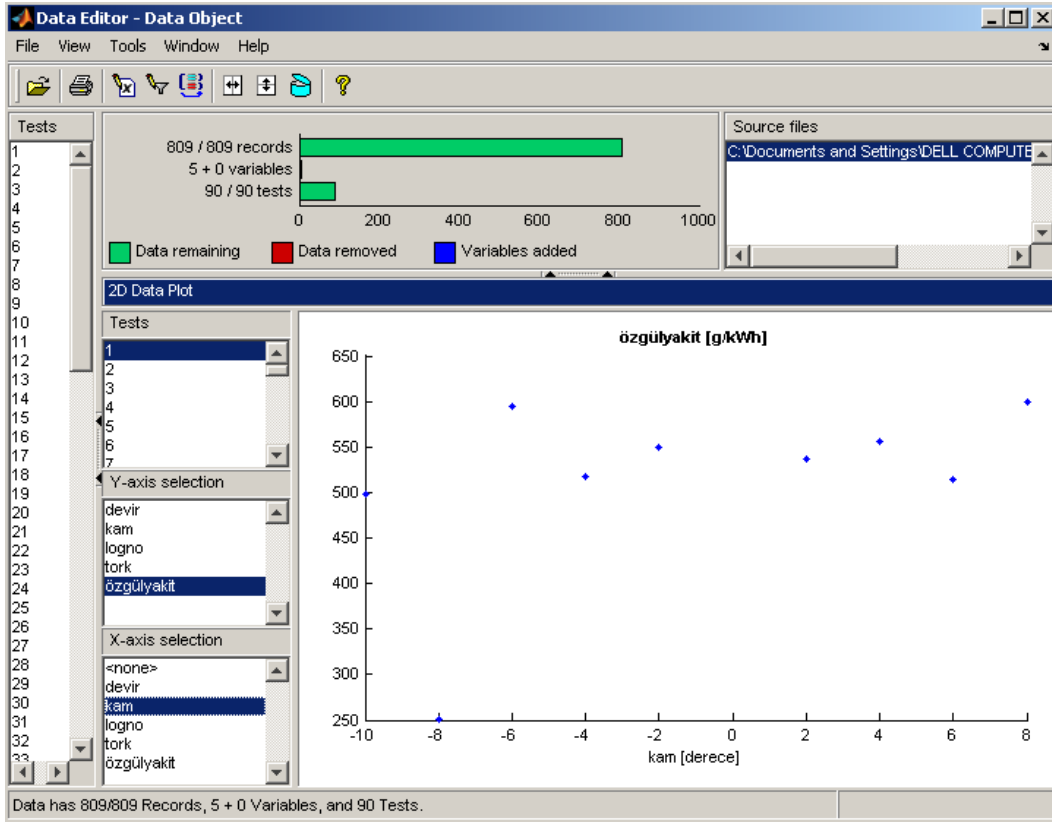 Data Editor - Data Object
File View Tools Window Help
Tests
1
2
3
4
5
6
7
8
9
10
11
12
13
14
15
16
17
18
19
20
21
22
23
24
25
26
27
28
29
30
31
32
33
809 / 809 records
5 + 0 variables
90 / 90 tests
0 200 400 600 800 1000
Data remaining Data removed Variables added
Source files
C:\Documents and Settings\DELL COMPUTE
2D Data Plot
Tests
1
2
3
4
5
6
7
Y-axis selection
devir
kam
logno
tork
özgülyakit
X-axis selection
<none>
devir
kam
logno
tork
özgülyakit
özgülyakit [g/kWh]
650
600
550
500
450
400
350
300
250
-10 -8 -6 -4 -2 0 2 4 6 8
kam [derece]
Data has 809/809 Records, 5 + 0 Variables, and 90 Tests.